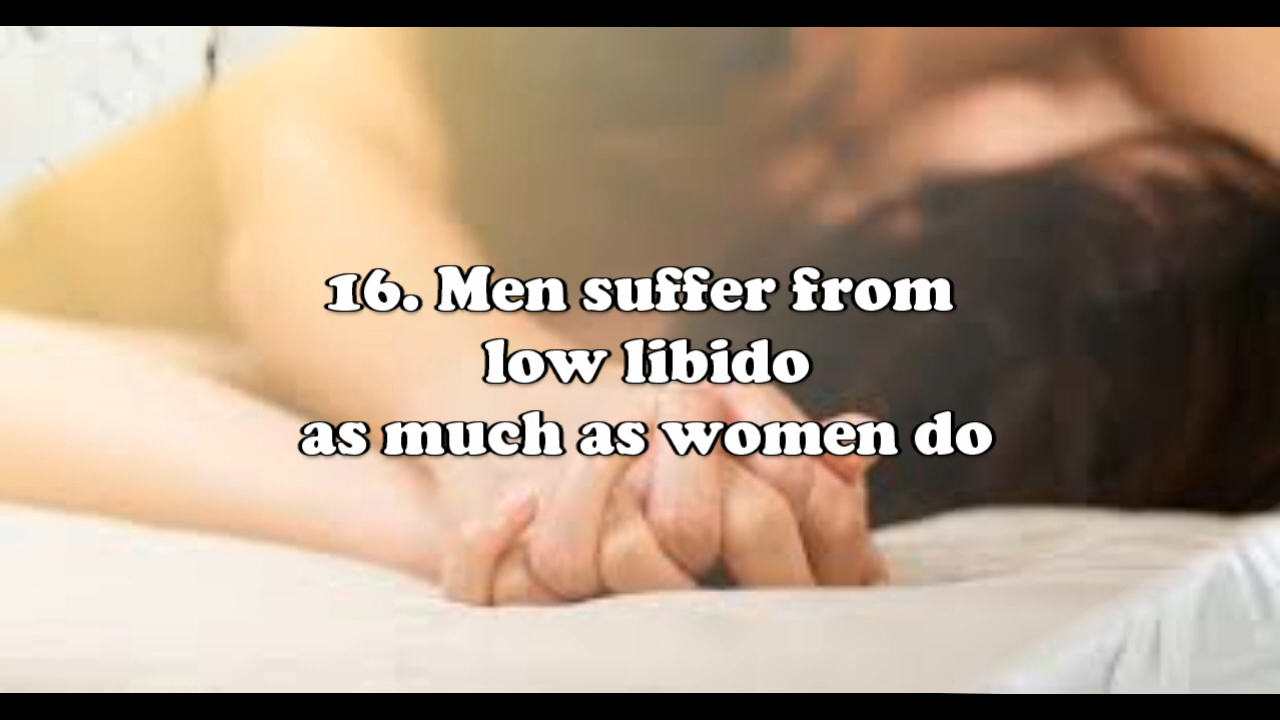 16. Men suffer from
low libido
as much as women do